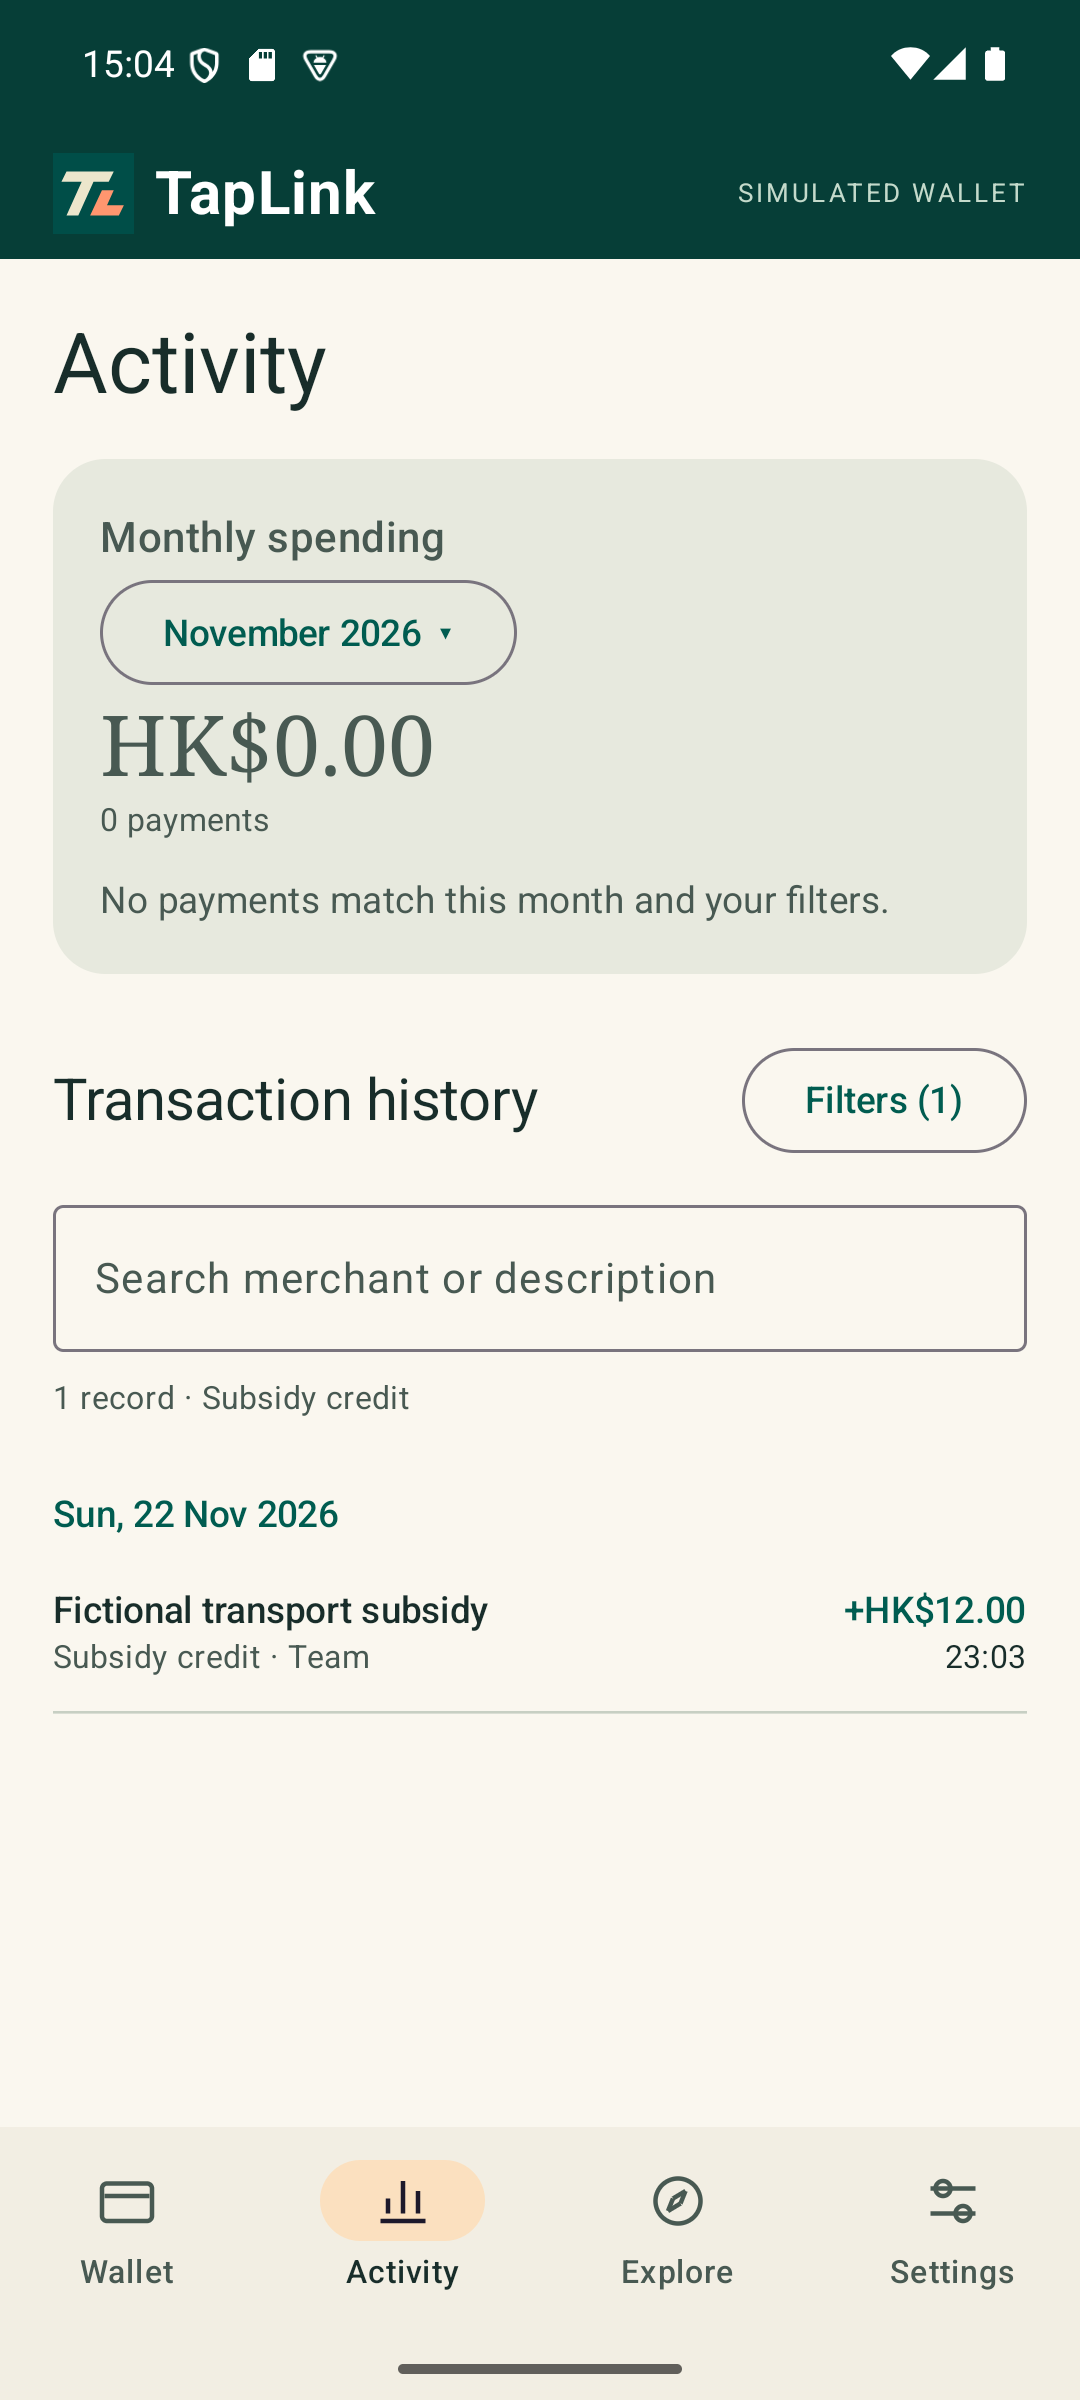 15:04
TL TapLink
SIMULATED WALLET
Activity
Monthly spending
November 2026 ▾
HK$0.00
0 payments
No payments match this month and your filters.
Transaction history
Filters (1)
Search merchant or description
1 record · Subsidy credit
Sun, 22 Nov 2026
Fictional transport subsidy +HK$12.00
Subsidy credit · Team 23:03
Wallet Activity Explore Settings